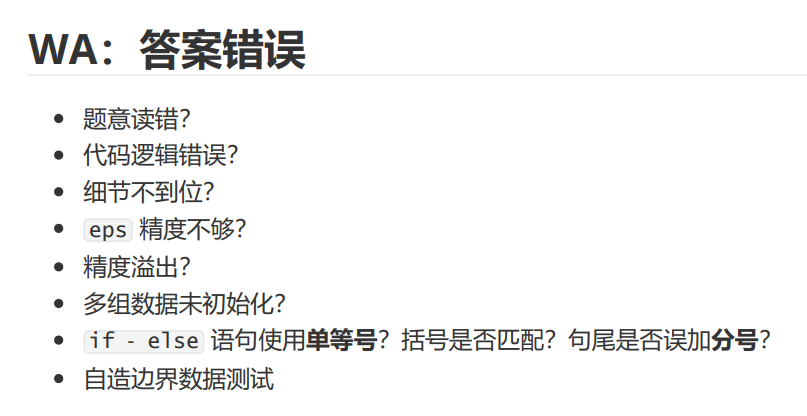 WA：答案错误
题意读错？
代码逻辑错误？
细节不到位？
eps 精度不够？
精度溢出？
多组数据未初始化？
if - else 语句使用单等号？括号是否匹配？句尾是否误加分号？
自造边界数据测试